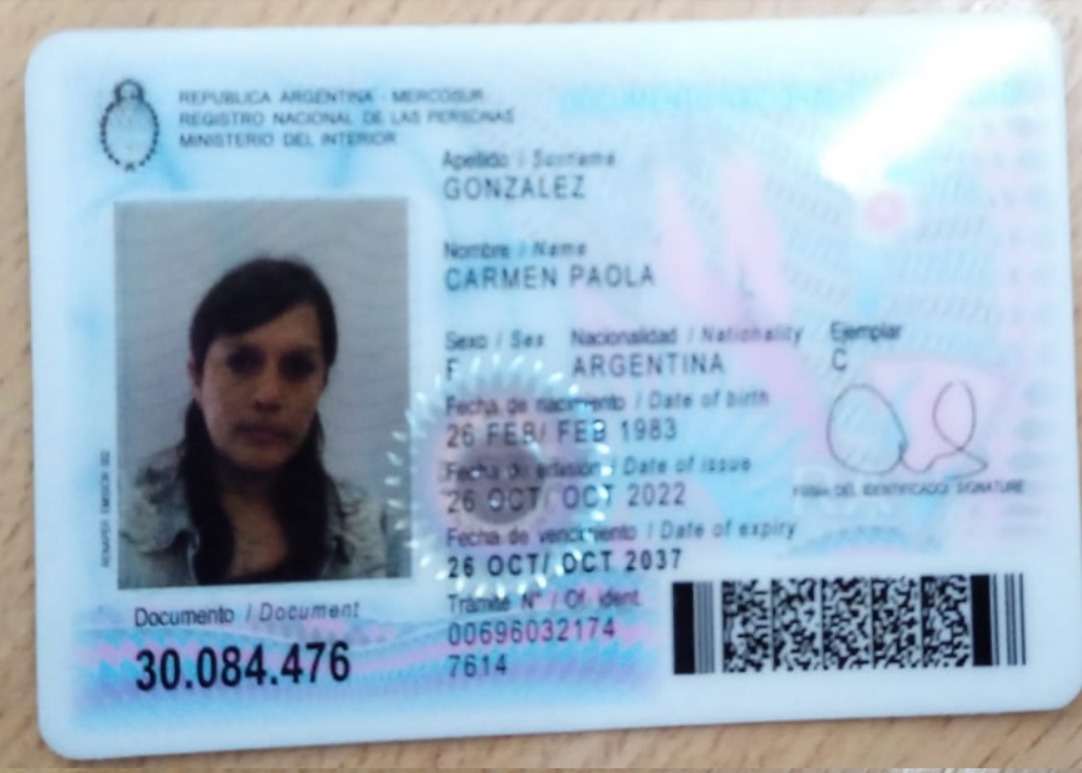 REPUBLICA ARGENTINA - MERCOSUR
REGISTRO NACIONAL DE LAS PERSONAS
MINISTERIO DEL INTERIOR
Apellido / Surname
GONZALEZ
Nombre / Name
CARMEN PAOLA
Sexo / Sex Nacionalidad / Nationality Ejemplar
F ARGENTINA C
Fecha de nacimiento / Date of birth
26 FEB/ FEB 1983
Fecha de emisión / Date of issue
26 OCT/ OCT 2022
FIRMA DEL IDENTIFICADO/ SIGNATURE
Fecha de vencimiento / Date of expiry
26 OCT/ OCT 2037
Documento / Document
30.084.476
Trámite N° / Of. ident.
00696032174
7614